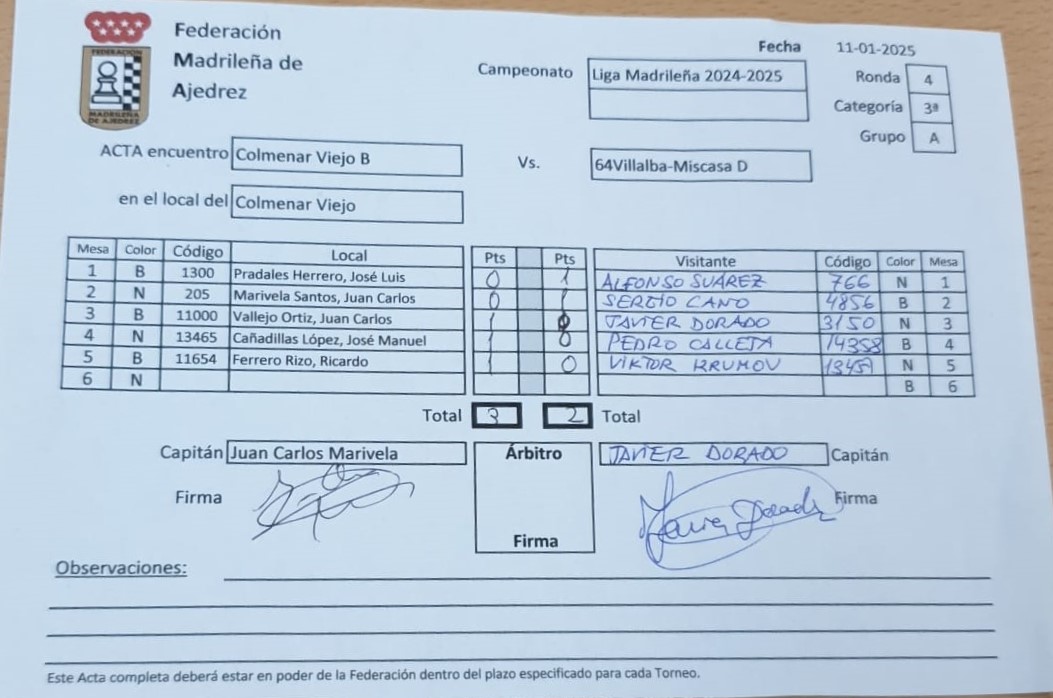 Federación
Madrileña de
Ajedrez
FEDERACION
MADRILEÑA
DE AJEDREZ
Fecha 11-01-2025
Campeonato Liga Madrileña 2024-2025
Ronda 4
Categoría 3ª
Grupo A
ACTA encuentro Colmenar Viejo B Vs. 64Villalba-Miscasa D
en el local del Colmenar Viejo
Mesa Color Código Local Pts Pts Visitante Código Color Mesa
1 B 1300 Pradales Herrero, José Luis 0 1 ALFONSO SUÁREZ 766 N 1
2 N 205 Marivela Santos, Juan Carlos 0 1 SERGIO CANO 4856 B 2
3 B 11000 Vallejo Ortiz, Juan Carlos 1 0 JAVIER DORADO 3150 N 3
4 N 13465 Cañadillas López, José Manuel 1 0 PEDRO CALLEJA 14358 B 4
5 B 11654 Ferrero Rizo, Ricardo 1 0 VIKTOR KRUMOV N 5
6 N B 6
Total 3 2 Total
Capitán Juan Carlos Marivela Árbitro JAVIER DORADO Capitán
Firma Javier Dorado Firma
Firma
Observaciones:
Este Acta completa deberá estar en poder de la Federación dentro del plazo especificado para cada Torneo.